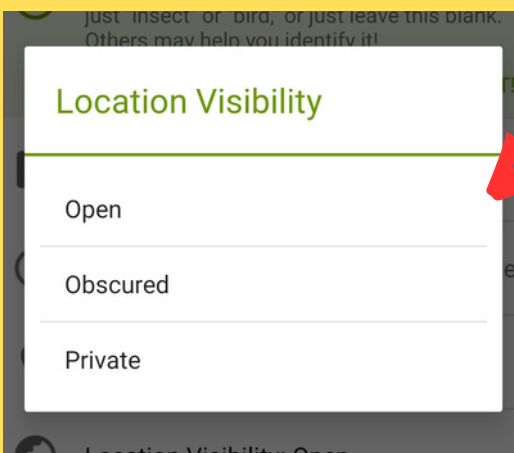 just "insect" or "bird," or just leave this blank.
Others may help you identify it!
Location Visibility
Open
Obscured
Private
Location Visibility: Open